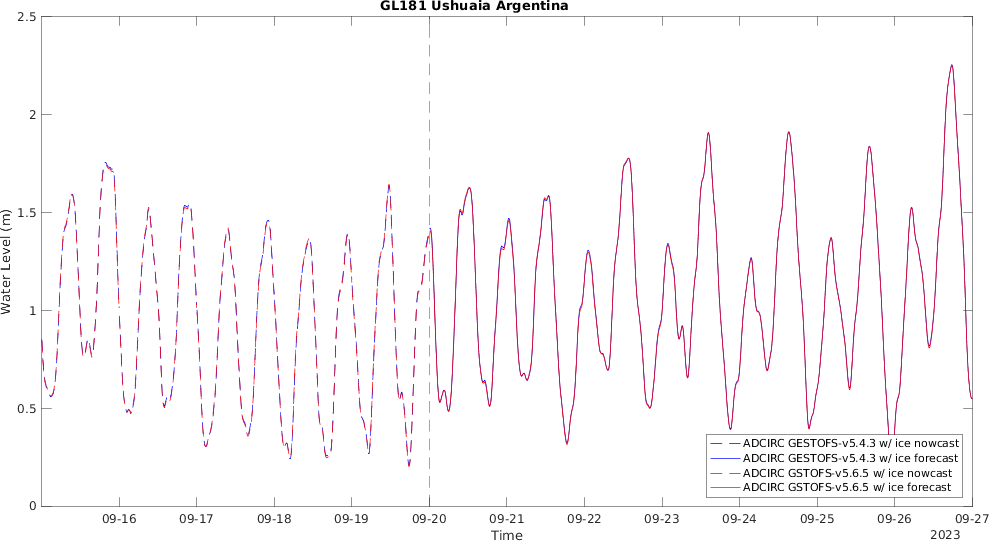 GL181 Ushuaia Argentina
2.5
2
1.5
1
0.5
0
Water Level (m)
09-16 09-17 09-18 09-19 09-20 09-21 09-22 09-23 09-24 09-25 09-26 09-27
Time
2023
ADCIRC GESTOFS-v5.4.3 w/ ice nowcast
ADCIRC GESTOFS-v5.4.3 w/ ice forecast
ADCIRC GSTOFS-v5.6.5 w/ ice nowcast
ADCIRC GSTOFS-v5.6.5 w/ ice forecast